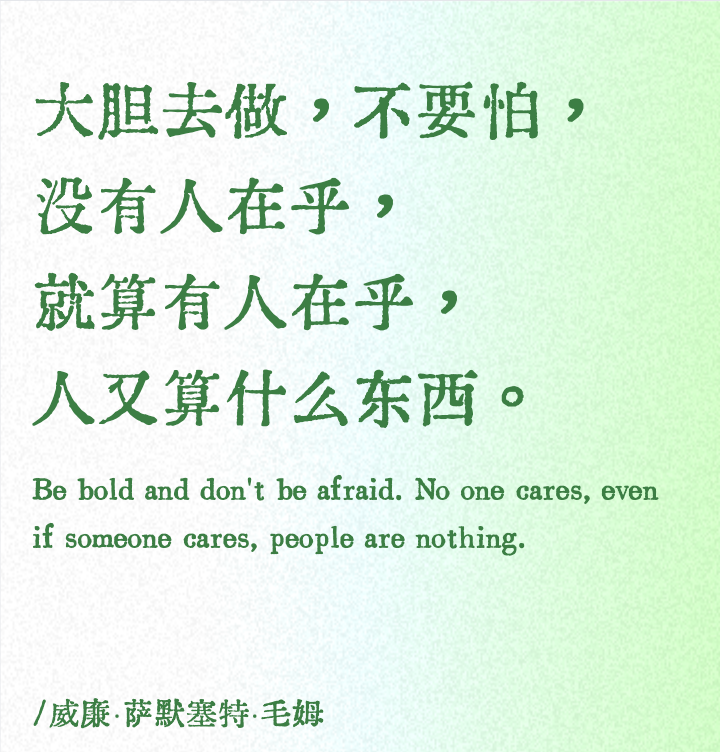 大胆去做，不要怕，
没有人在乎，
就算有人在乎，
人又算什么东西。
Be bold and don't be afraid. No one cares, even
if someone cares, people are nothing.
/威廉·萨默塞特·毛姆